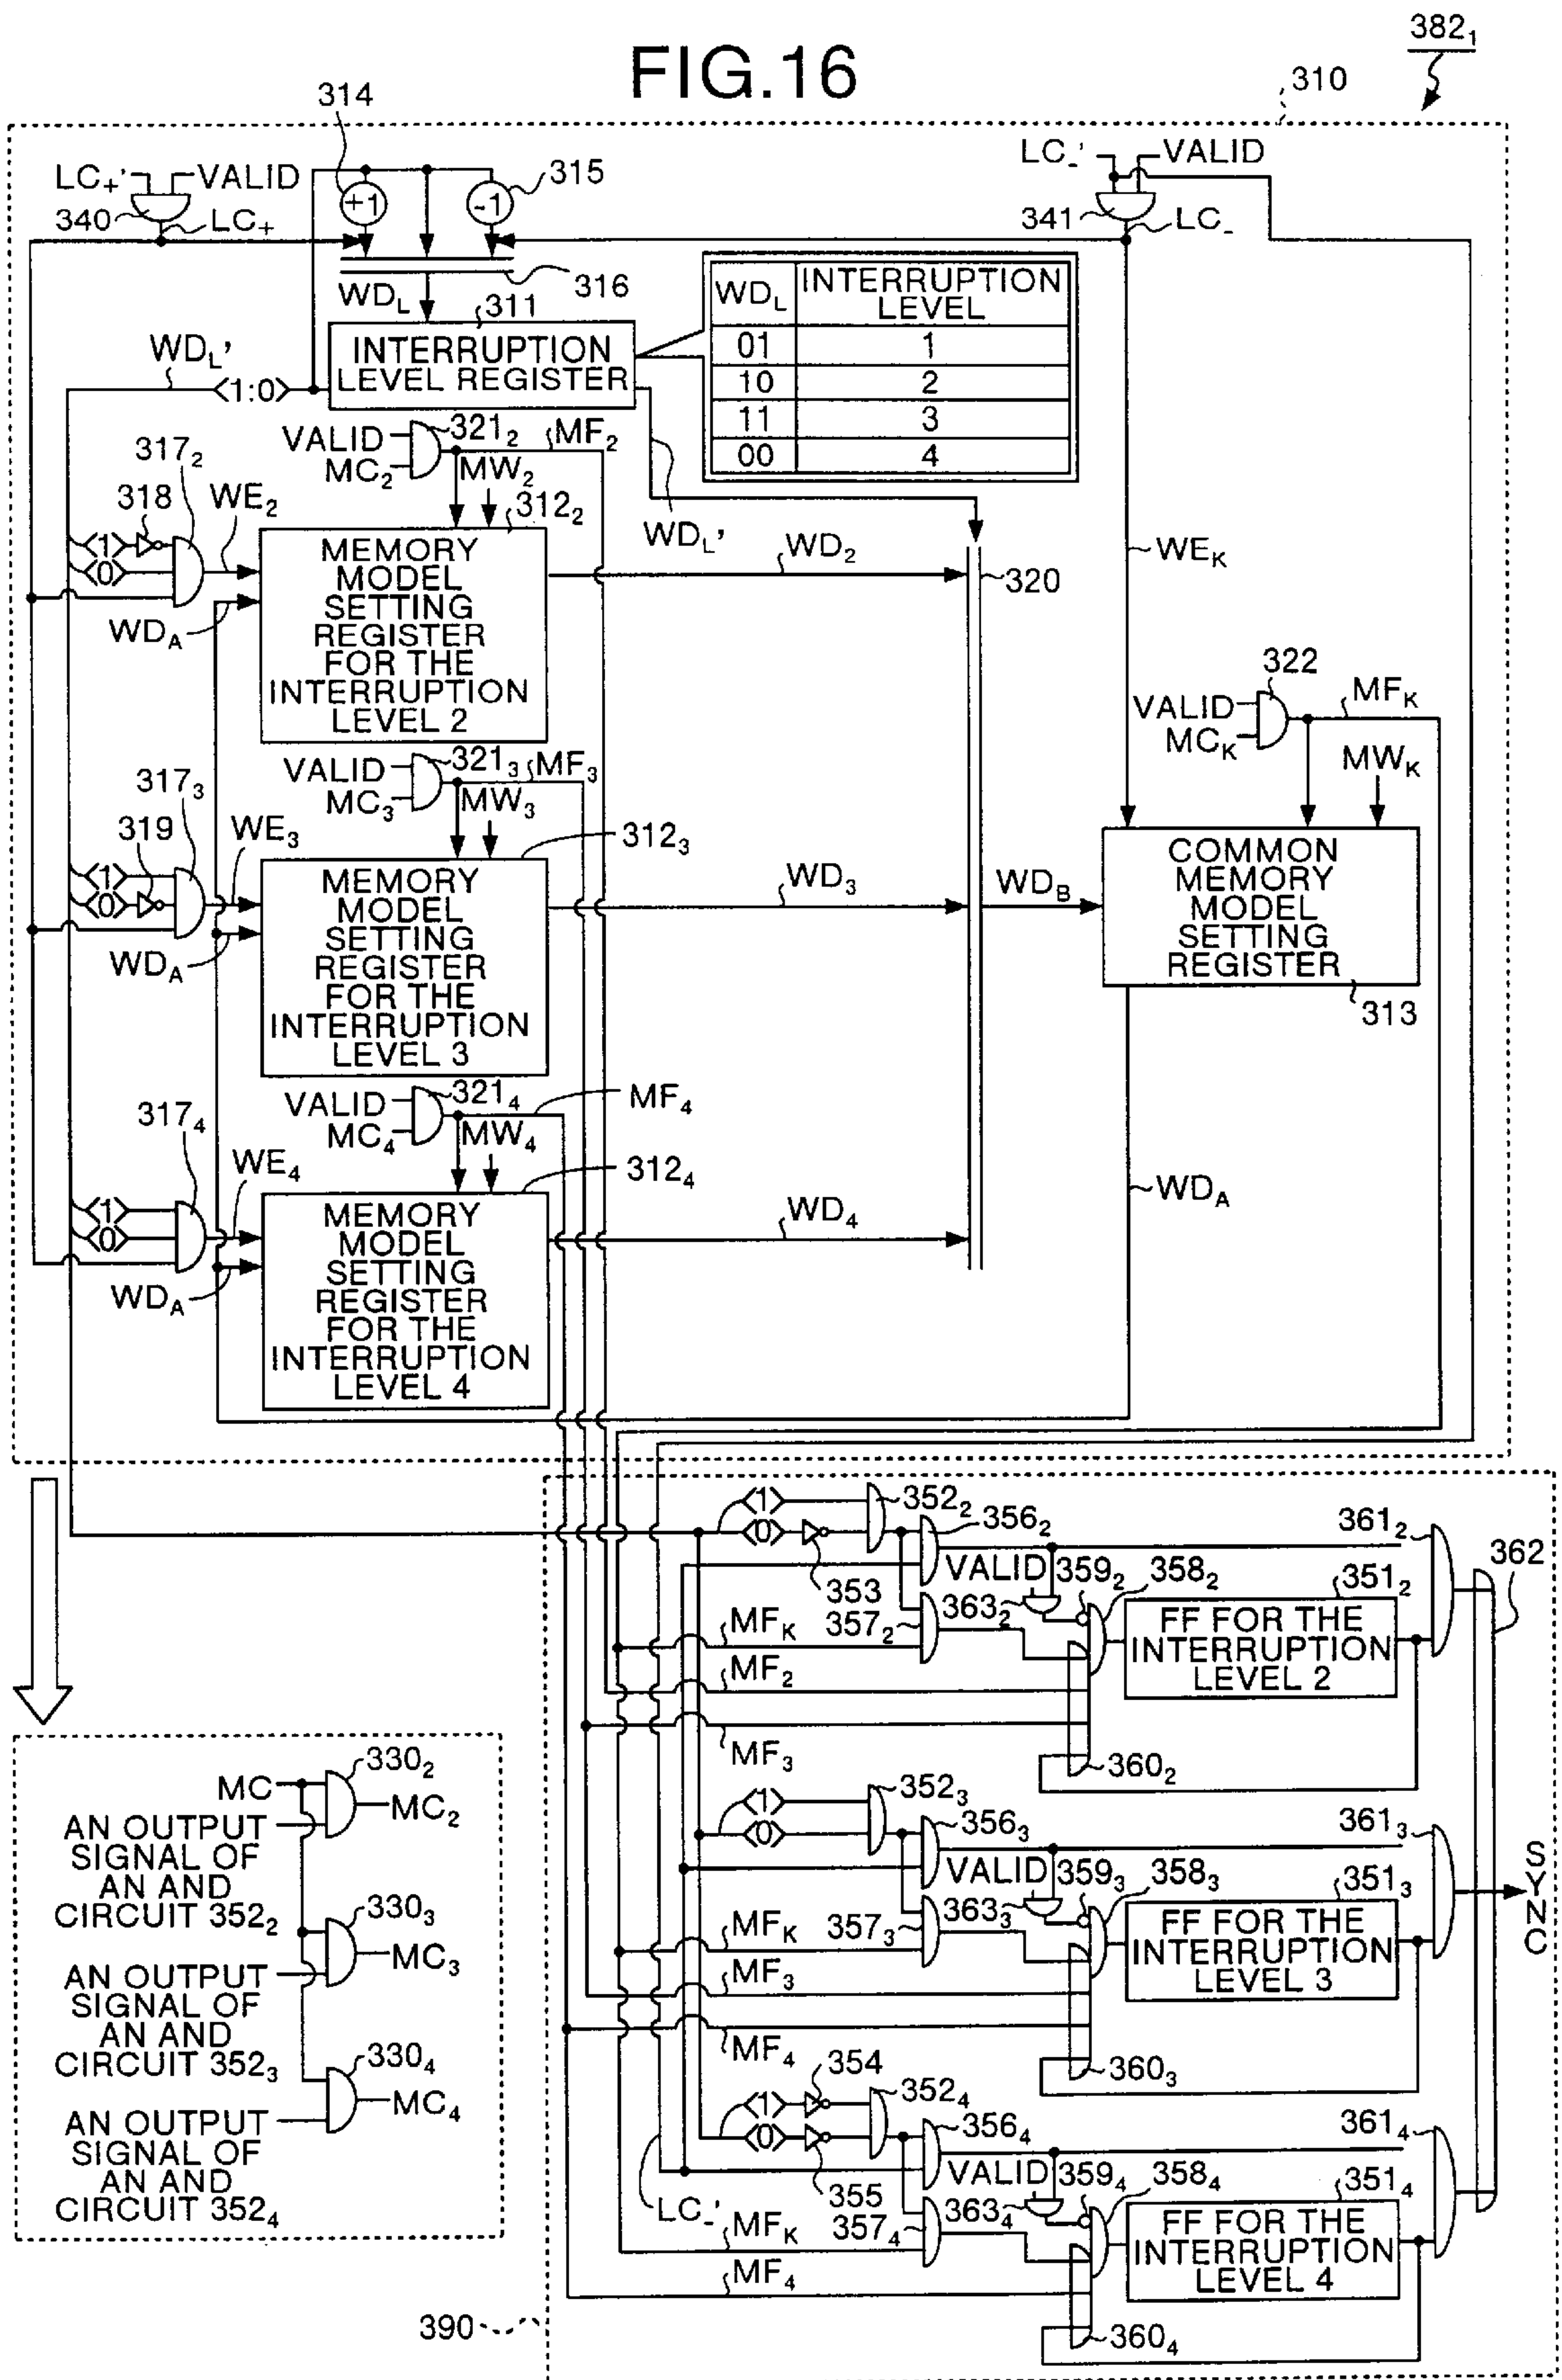 FIG.16
382₁
310
314
LC₊'
VALID
+1
-1
315
340
LC₊
LC₋'
VALID
341
LC₋
316
WD_L
311
INTERRUPTION
LEVEL REGISTER
WD_L'
<1:0>
WD_L
INTERRUPTION
LEVEL
01
1
10
2
11
3
00
4
VALID
MC₂
321₂
MF₂
MW₂
317₂
318
WE₂
<1>
<0>
WD_A
312₂
MEMORY
MODEL
SETTING
REGISTER
FOR THE
INTERRUPTION
LEVEL 2
WD_L'
WD₂
320
WE_K
322
VALID
MC_K
MF_K
MW_K
VALID
MC₃
321₃
MF₃
MW₃
317₃
319
WE₃
<1>
<0>
WD_A
312₃
MEMORY
MODEL
SETTING
REGISTER
FOR THE
INTERRUPTION
LEVEL 3
WD₃
WD_B
COMMON
MEMORY
MODEL
SETTING
REGISTER
313
VALID
MC₄
321₄
MF₄
MW₄
317₄
WE₄
<1>
<0>
WD_A
312₄
MEMORY
MODEL
SETTING
REGISTER
FOR THE
INTERRUPTION
LEVEL 4
WD₄
WD_A
<1>
<0>
352₂
353
356₂
VALID
359₂
358₂
363₂
357₂
351₂
361₂
362
FF FOR THE
INTERRUPTION
LEVEL 2
MF_K
MF₂
MF₃
360₂
<1>
<0>
352₃
356₃
VALID
359₃
358₃
363₃
357₃
351₃
361₃
FF FOR THE
INTERRUPTION
LEVEL 3
SYNC
MF_K
MF₃
MF₄
360₃
<1>
<0>
354
355
352₄
356₄
VALID
359₄
358₄
363₄
357₄
351₄
361₄
FF FOR THE
INTERRUPTION
LEVEL 4
LC₋'
MF_K
MF₄
360₄
390
MC
330₂
MC₂
AN OUTPUT
SIGNAL OF
AN AND
CIRCUIT 352₂
330₃
MC₃
AN OUTPUT
SIGNAL OF
AN AND
CIRCUIT 352₃
330₄
MC₄
AN OUTPUT
SIGNAL OF
AN AND
CIRCUIT 352₄